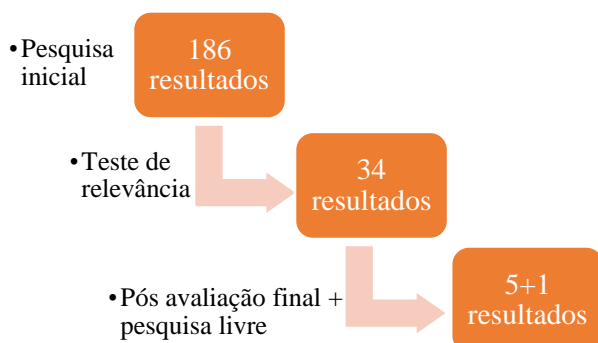 •Pesquisa
inicial
186
resultados
•Teste de
relevância
34
resultados
•Pós avaliação final +
pesquisa livre
5+1
resultados